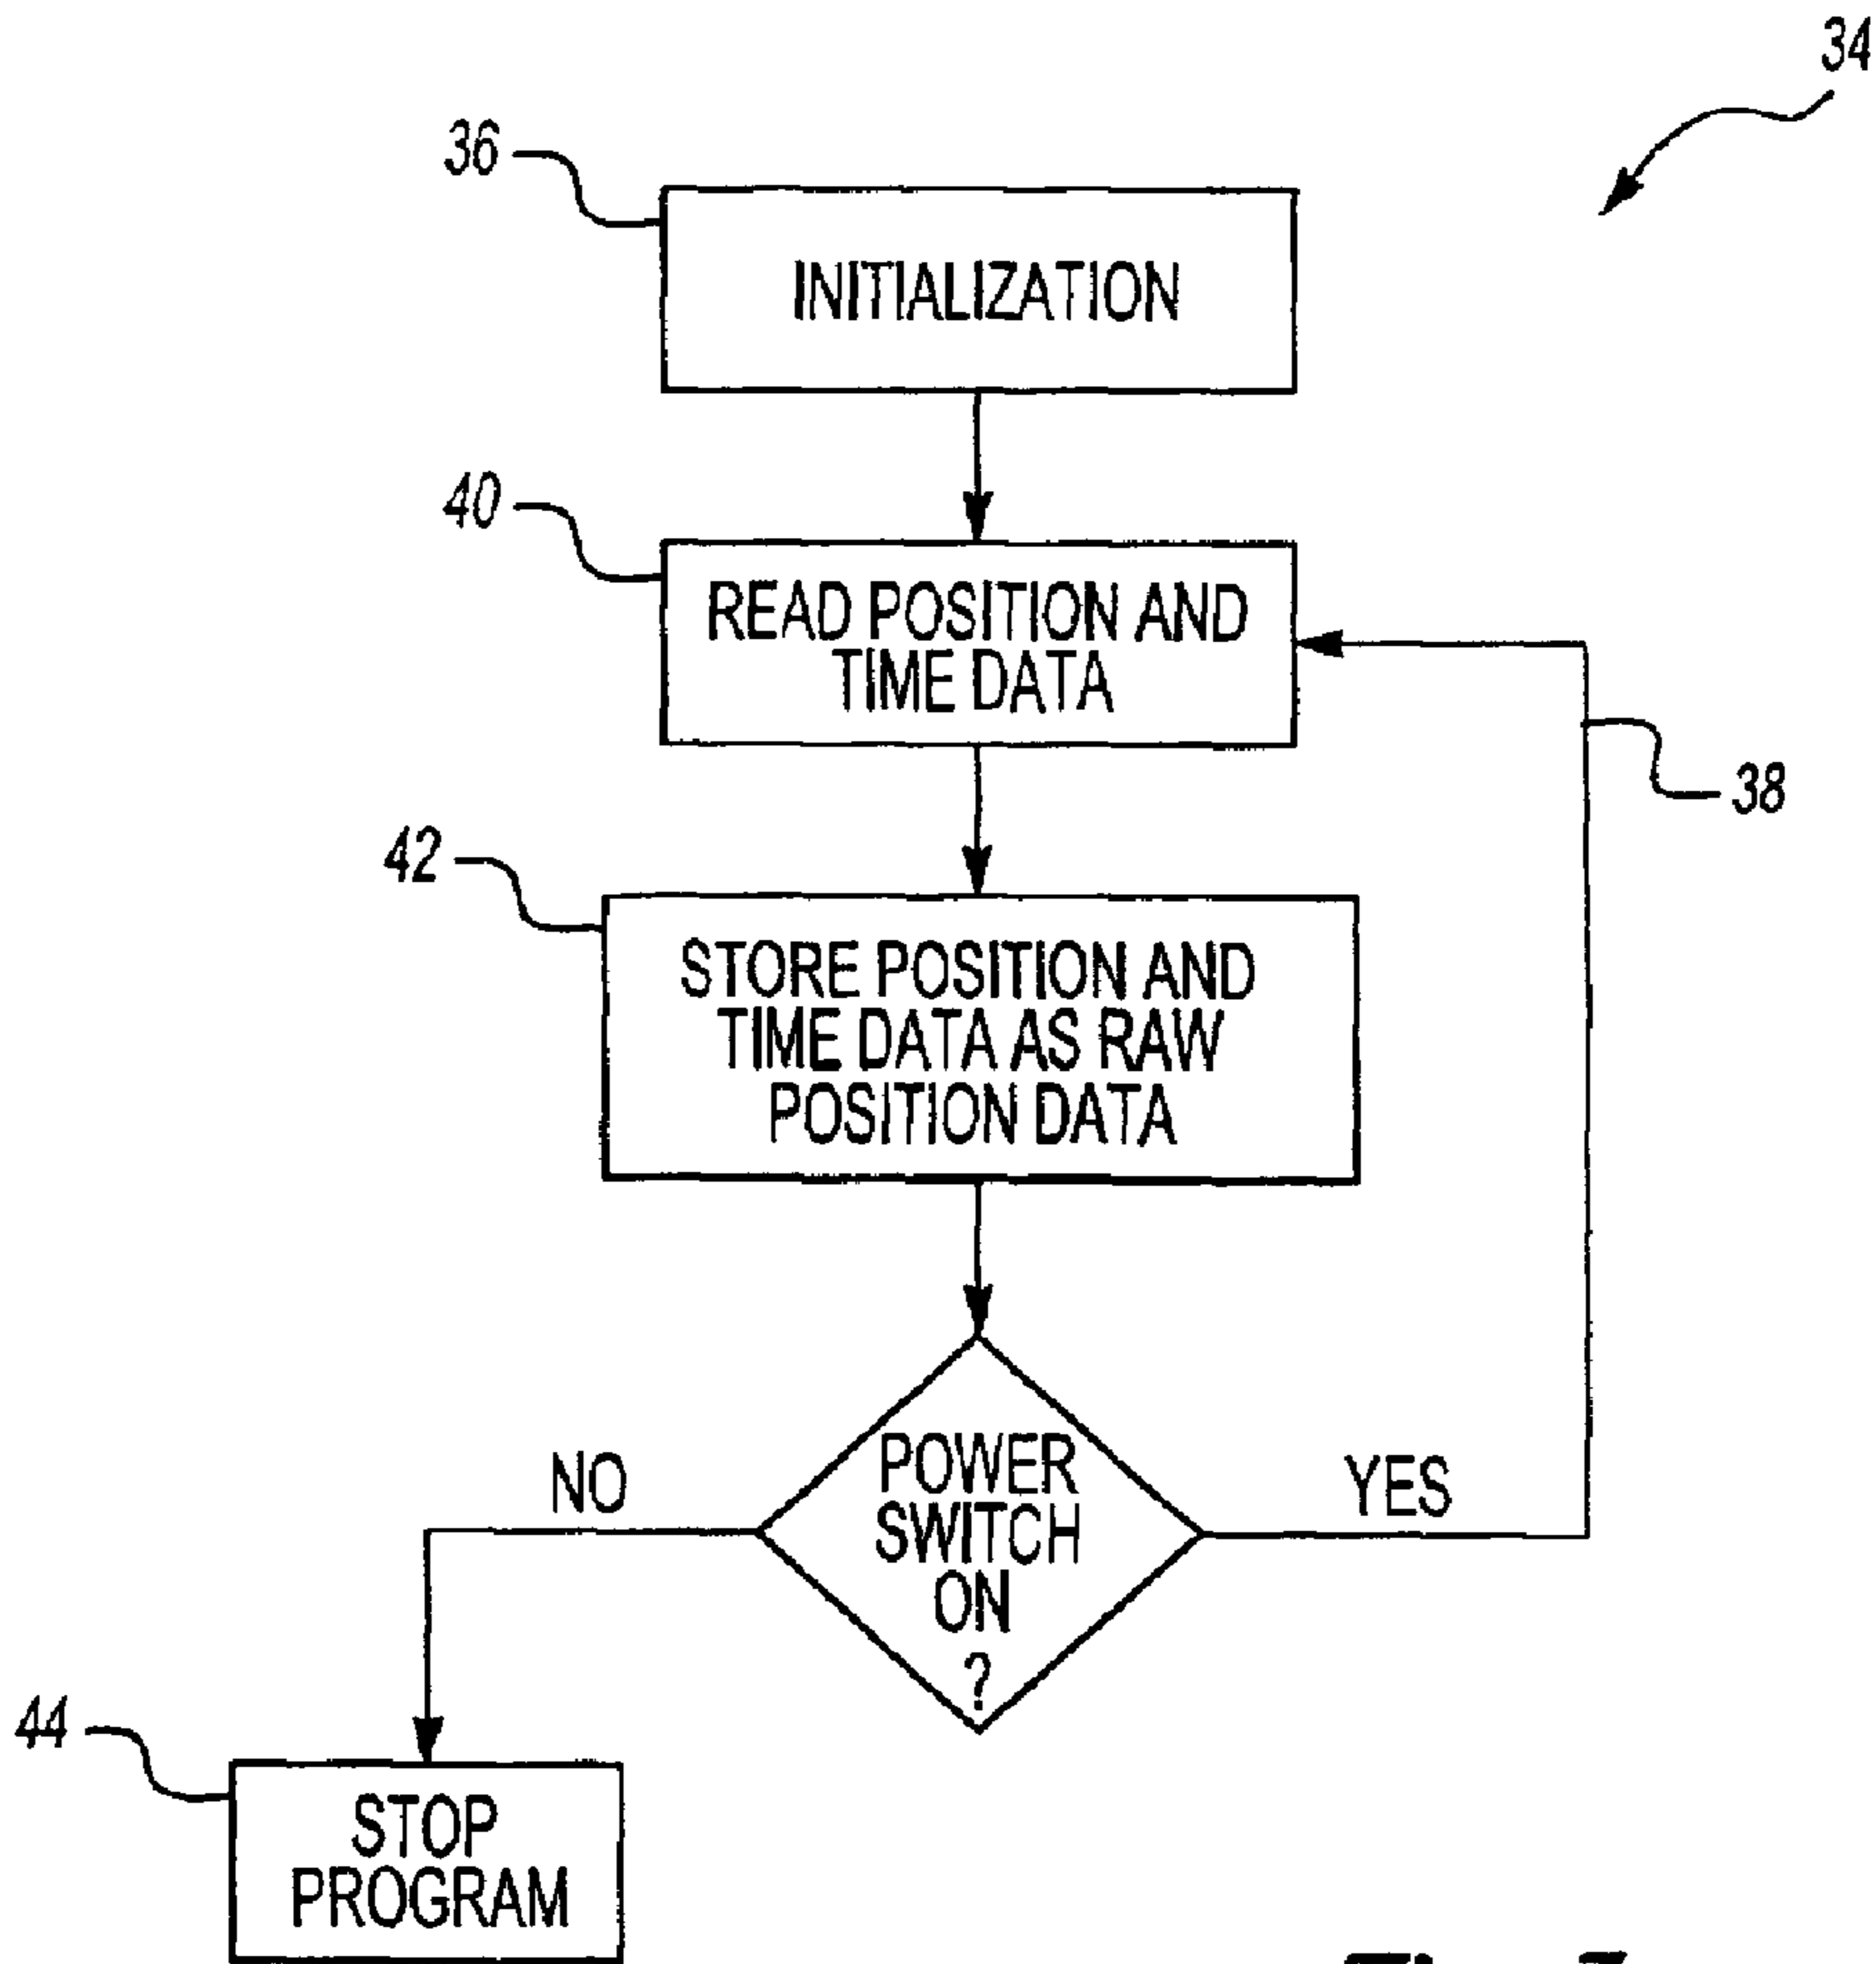 34
36
INITIALIZATION
40
READ POSITION AND
TIME DATA
38
42
STORE POSITION AND
TIME DATA AS RAW
POSITION DATA
POWER
SWITCH
ON
?
NO
YES
44
STOP
PROGRAM